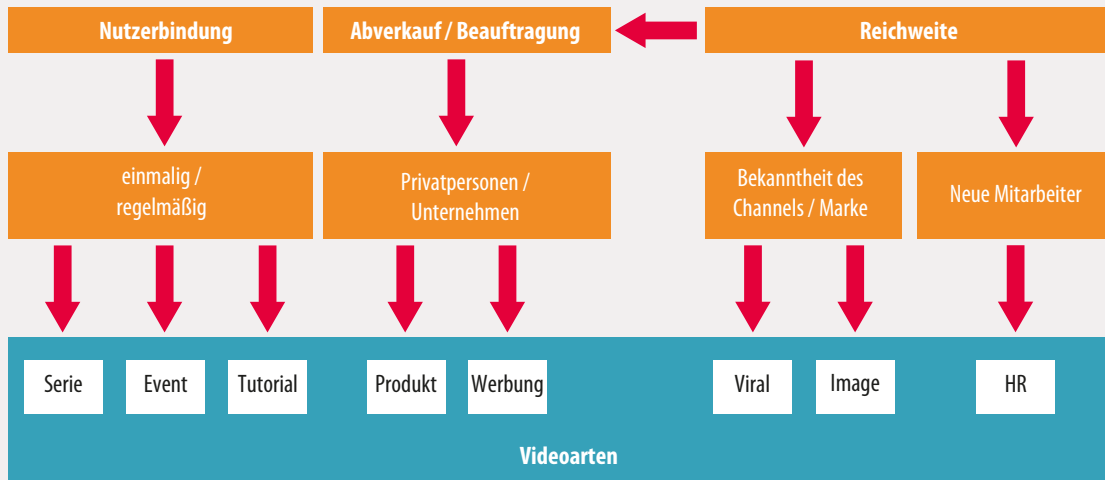 Nutzerbindung
Abverkauf / Beauftragung
Reichweite
einmalig /
regelmäßig
Privatpersonen /
Unternehmen
Bekanntheit des
Channels / Marke
Neue Mitarbeiter
Serie
Event
Tutorial
Produkt
Werbung
Viral
Image
HR
Videoarten